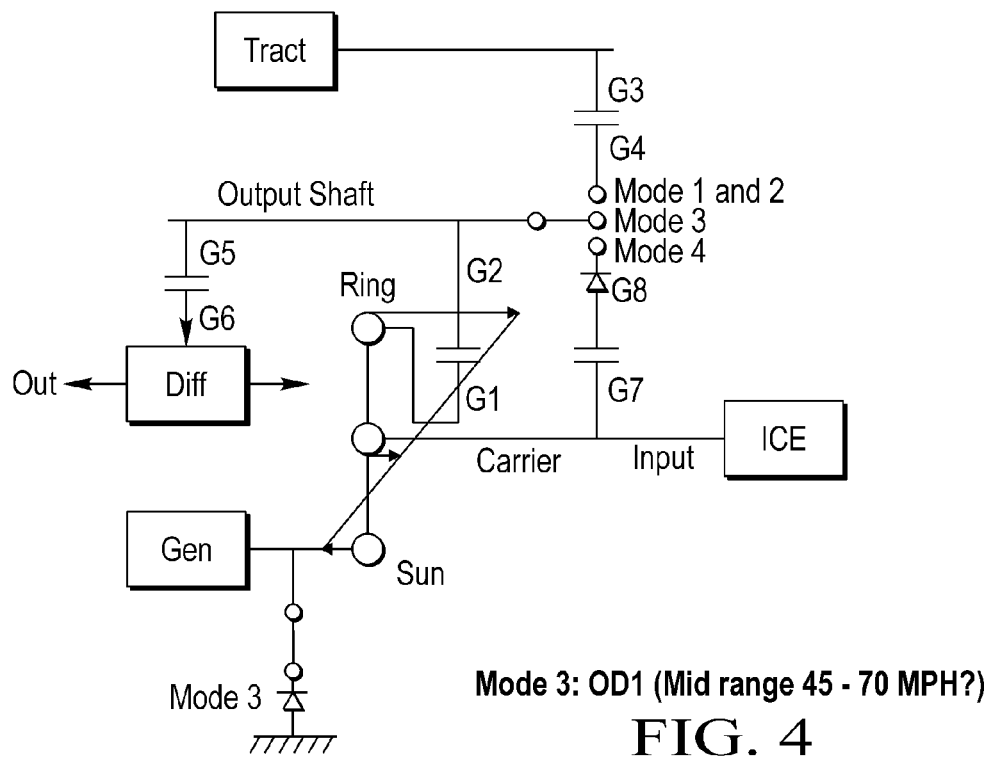 Tract
G3
G4
Output Shaft
Mode 1 and 2
Mode 3
Mode 4
G5
G2
G8
Ring
G6
Out
Diff
G1
G7
ICE
Carrier
Input
Gen
Sun
Mode 3
Mode 3: OD1 (Mid range 45 - 70 MPH?)
FIG. 4